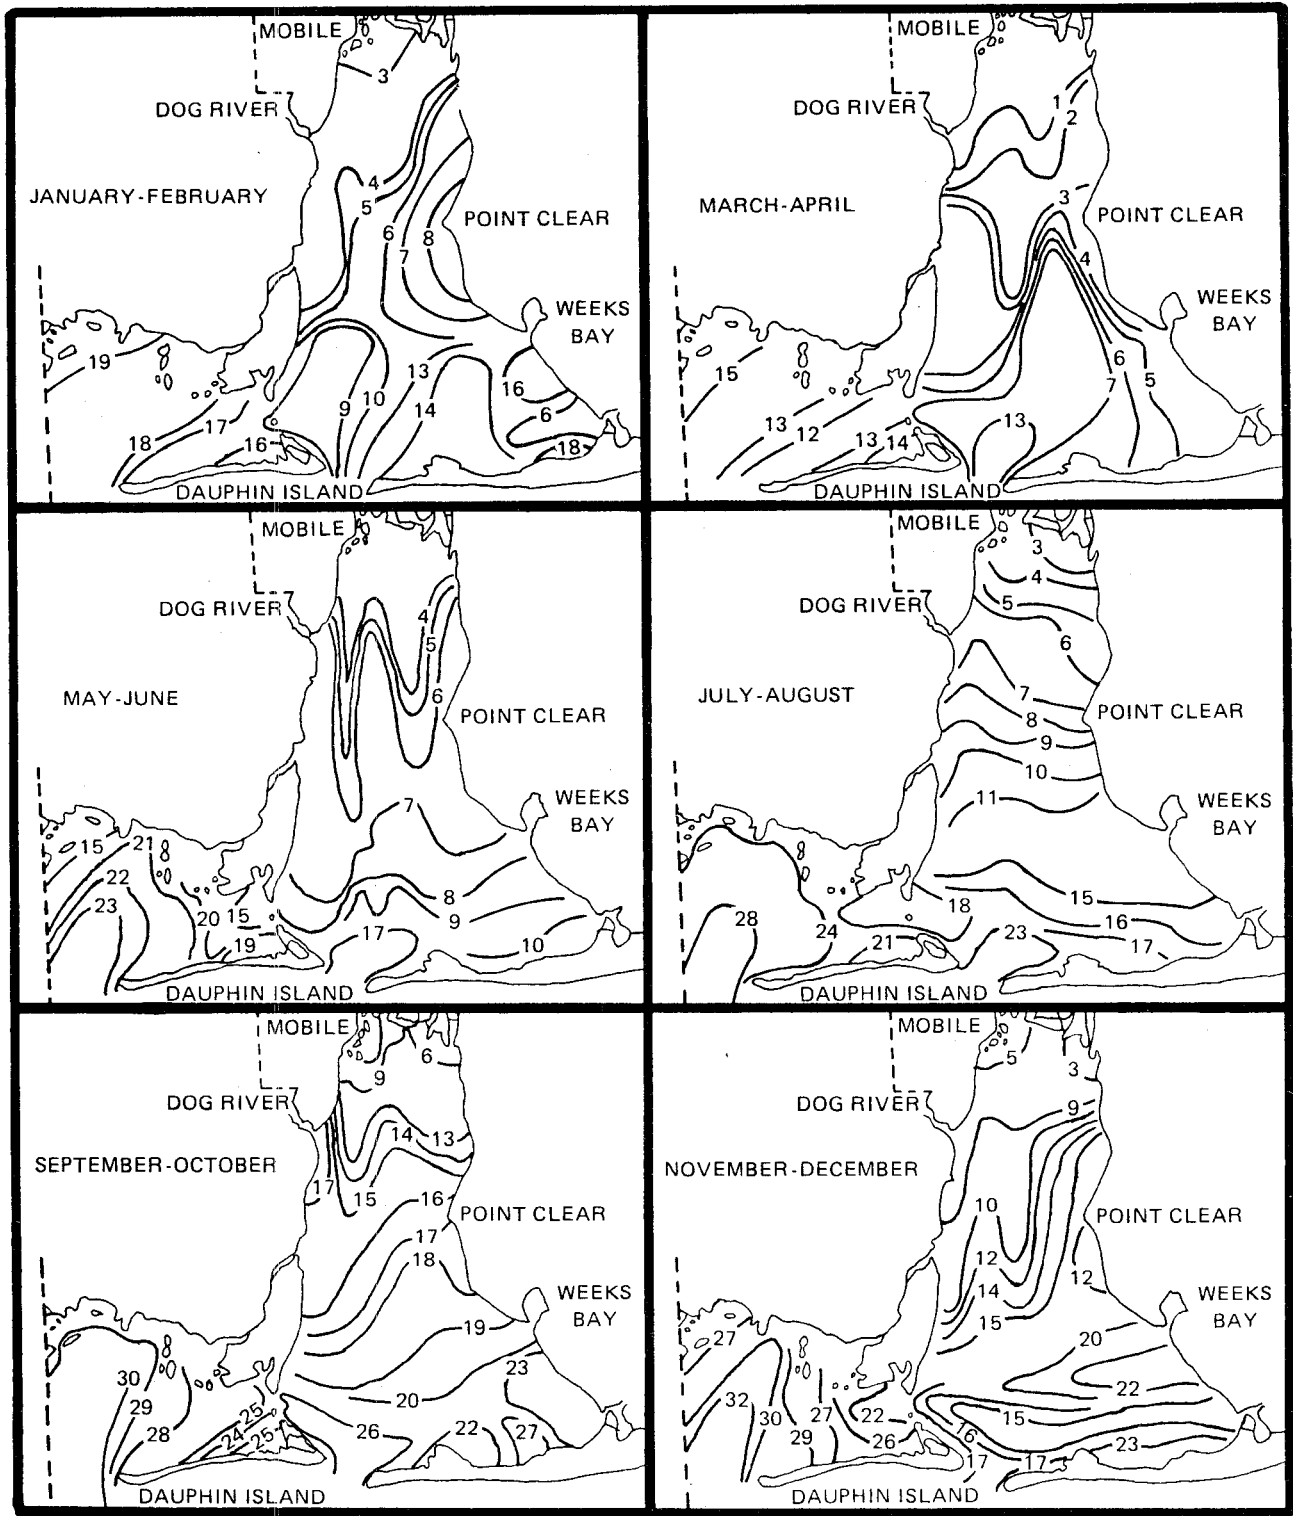 MOBILE
3
DOG RIVER
JANUARY-FEBRUARY
4
5
6
7
8
POINT CLEAR
WEEKS
BAY
19
13
16
9
10
14
6
17
18
16
18
DAUPHIN ISLAND
MOBILE
1
2
DOG RIVER
MARCH-APRIL
3
POINT CLEAR
4
WEEKS
BAY
15
6
7
5
13
12
13
14
13
DAUPHIN ISLAND
MOBILE
DOG RIVER
4
5
MAY-JUNE
6
POINT CLEAR
7
WEEKS
BAY
15
21
22
23
20
15
8
9
17
19
10
DAUPHIN ISLAND
MOBILE
3
4
DOG RIVER
5
6
JULY-AUGUST
7
8
POINT CLEAR
9
10
11
WEEKS
BAY
15
18
16
28
24
21
23
17
DAUPHIN ISLAND
MOBILE
6
9
DOG RIVER
14
13
SEPTEMBER-OCTOBER
17
15
16
POINT CLEAR
17
18
WEEKS
BAY
19
23
30
29
28
20
25
24
25
26
22
27
DAUPHIN ISLAND
MOBILE
5
3
DOG RIVER
9
NOVEMBER-DECEMBER
10
POINT CLEAR
12
12
14
15
WEEKS
BAY
27
20
22
32
30
27
22
15
29
26
16
23
17
17
DAUPHIN ISLAND